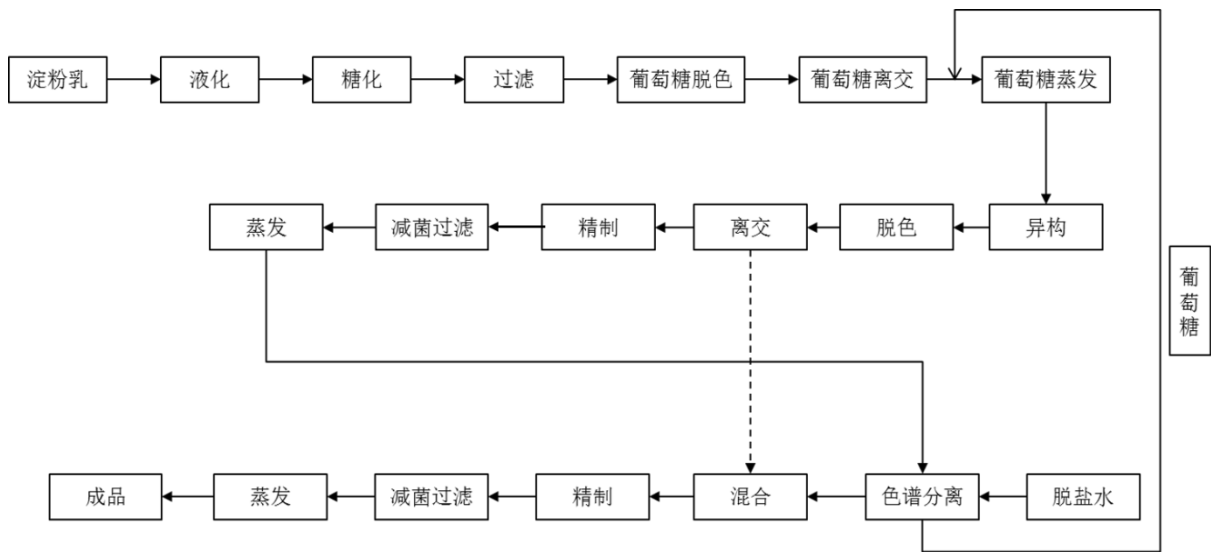 淀粉乳
液化
糖化
过滤
葡萄糖脱色
葡萄糖离交
葡萄糖蒸发
蒸发
减菌过滤
精制
离交
脱色
异构
葡萄糖
成品
蒸发
减菌过滤
精制
混合
色谱分离
脱盐水